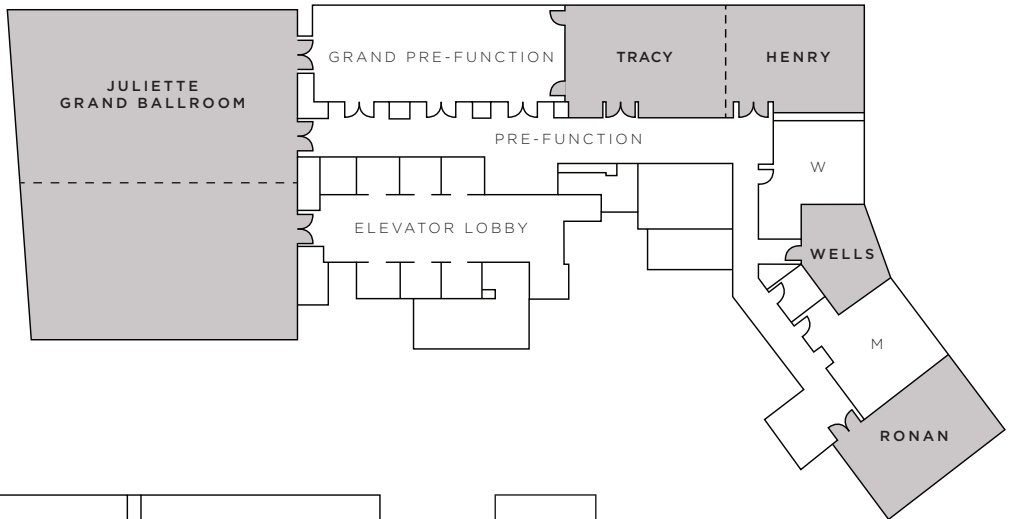 JULIETTE
GRAND BALLROOM
GRAND PRE-FUNCTION
TRACY
HENRY
PRE-FUNCTION
W
ELEVATOR LOBBY
WELLS
M
RONAN